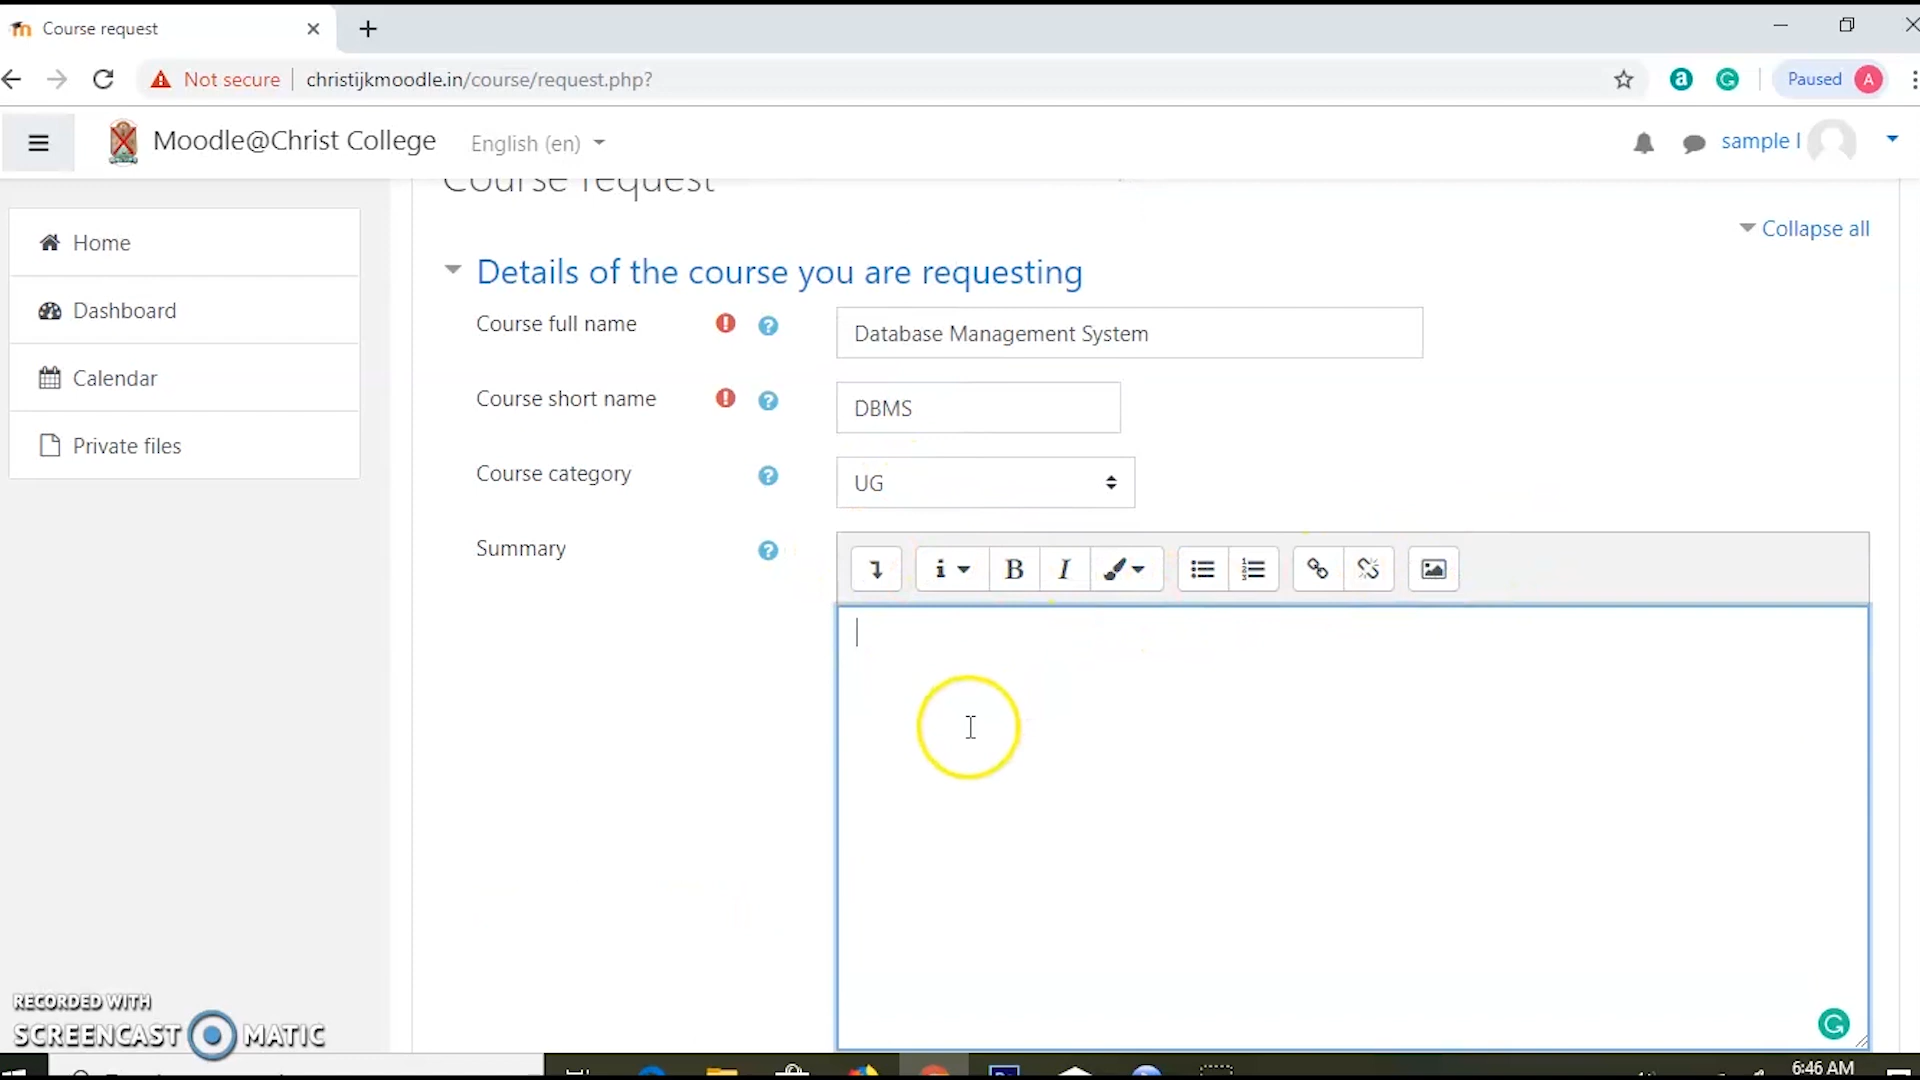 Course request
Not secure
christijkmoodle.in/course/request.php?
Paused
A
Moodle@Christ College
English (en)
sample l
Course request
Collapse all
Home
Dashboard
Calendar
Private files
Details of the course you are requesting
Course full name
Database Management System
Course short name
DBMS
Course category
UG
Summary
RECORDED WITH
SCREENCAST MATIC
6:46 AM